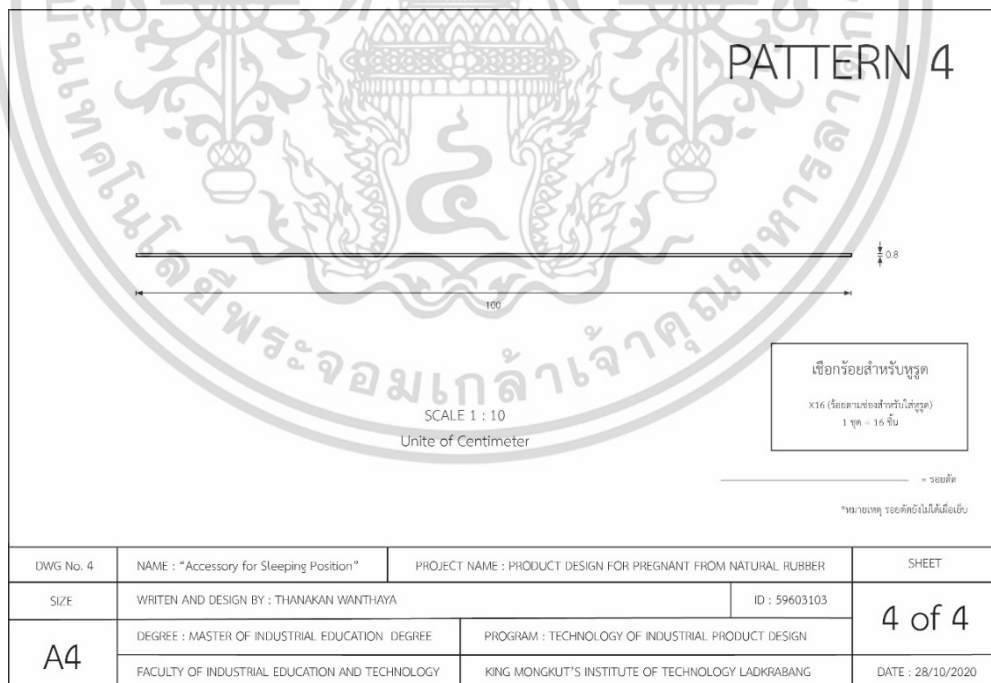 PATTERN 4
0.8
100
เชือกร้อยสำหรับหูรูด
X16 (ร้อยตามช่องสำหรับใส่หูรูด)
1 ชุด = 16 ชิ้น
SCALE 1 : 10
Unite of Centimeter
= รอยตัด
*หมายเหตุ รอยตัดยังไม่ได้เผื่อเย็บ
DWG No. 4
NAME : "Accessory for Sleeping Position"
PROJECT NAME : PRODUCT DESIGN FOR PREGNANT FROM NATURAL RUBBER
SHEET
SIZE
WRITEN AND DESIGN BY : THANAKAN WANTHAYA
ID : 59603103
4 of 4
A4
DEGREE : MASTER OF INDUSTRIAL EDUCATION DEGREE
PROGRAM : TECHNOLOGY OF INDUSTRIAL PRODUCT DESIGN
FACULTY OF INDUSTRIAL EDUCATION AND TECHNOLOGY
KING MONGKUT'S INSTITUTE OF TECHNOLOGY LADKRABANG
DATE : 28/10/2020